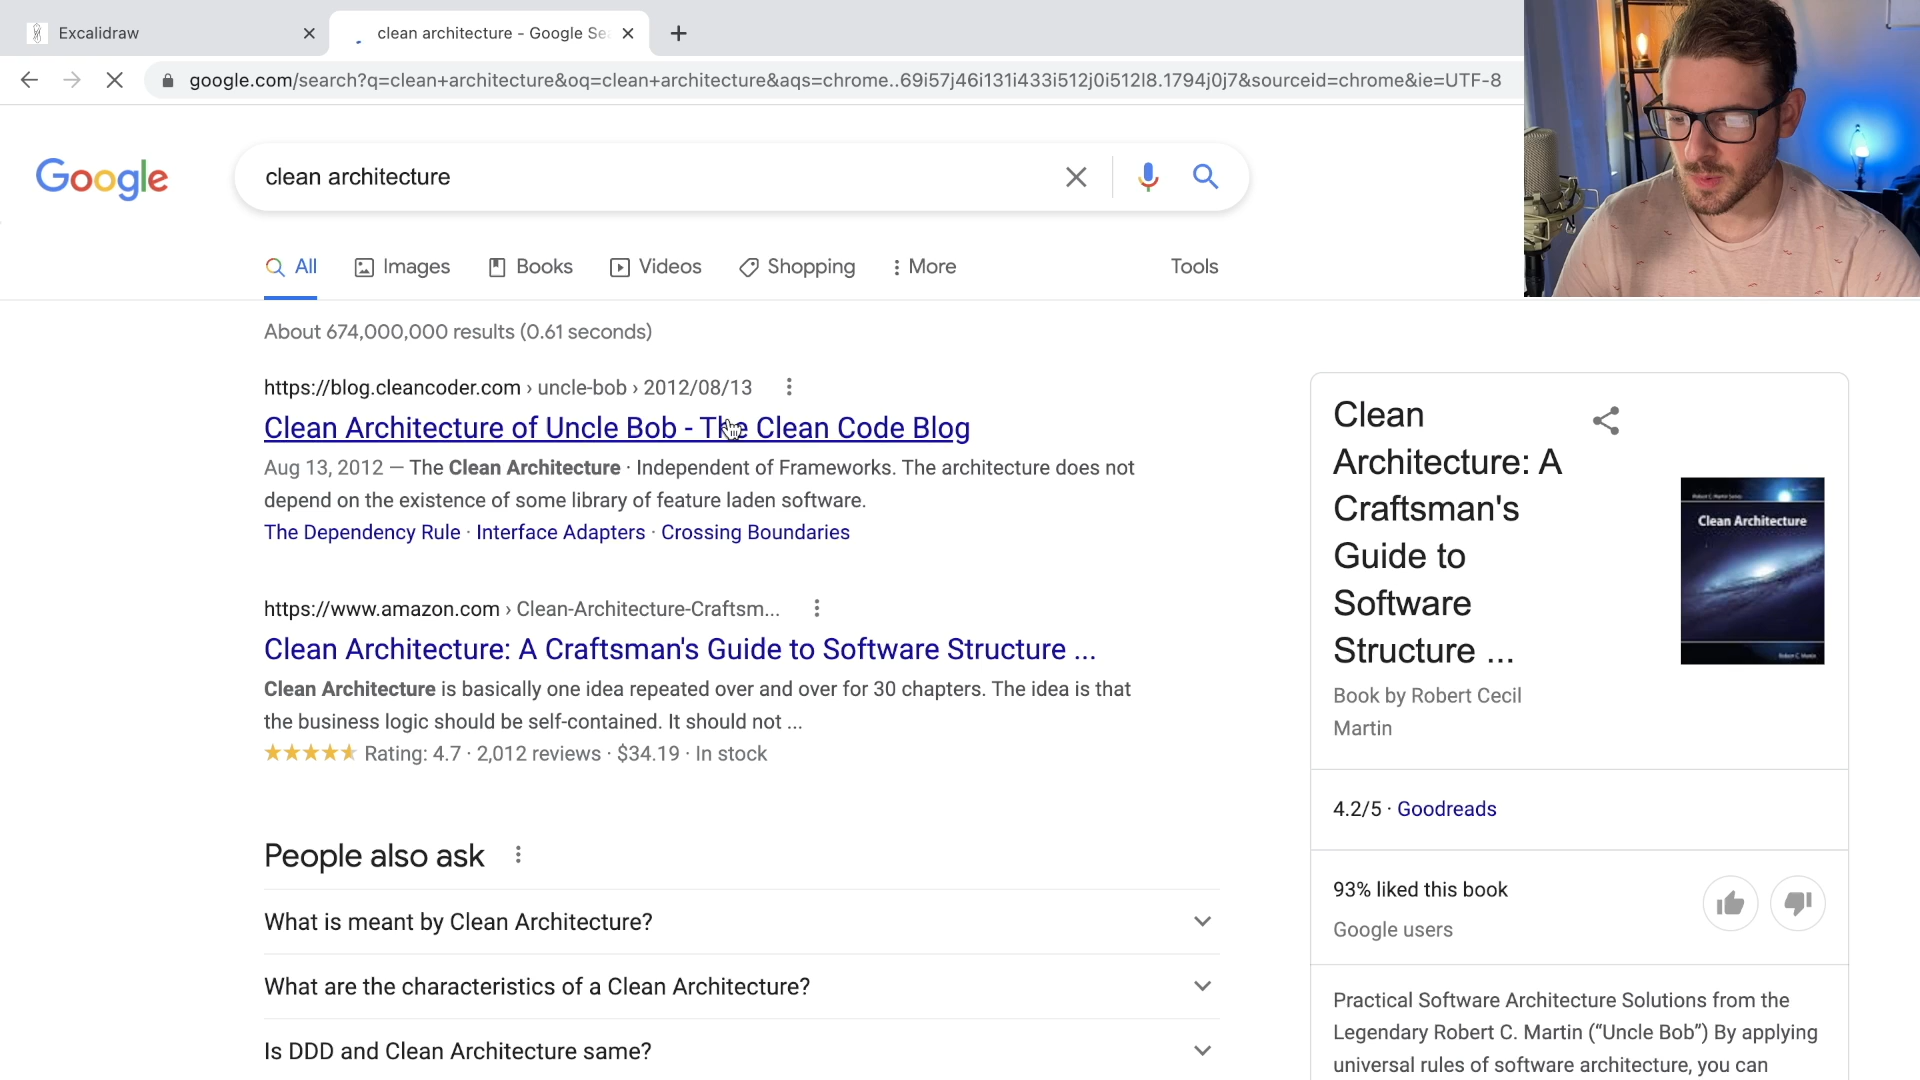 Excalidraw
clean architecture - Google Se
google.com/search?q=clean+architecture&oq=clean+architecture&aqs=chrome..69i57j46i131i433i512j0i512l8.1794j0j7&sourceid=chrome&ie=UTF-8
Google
clean architecture
All
Images
Books
Videos
Shopping
More
Tools
About 674,000,000 results (0.61 seconds)
https://blog.cleancoder.com › uncle-bob › 2012/08/13
Clean Architecture of Uncle Bob - The Clean Code Blog
Aug 13, 2012 — The Clean Architecture · Independent of Frameworks. The architecture does not
depend on the existence of some library of feature laden software.
The Dependency Rule · Interface Adapters · Crossing Boundaries
https://www.amazon.com › Clean-Architecture-Craftsm...
Clean Architecture: A Craftsman's Guide to Software Structure ...
Clean Architecture is basically one idea repeated over and over for 30 chapters. The idea is that
the business logic should be self-contained. It should not ...
Rating: 4.7 · 2,012 reviews · $34.19 · In stock
People also ask
What is meant by Clean Architecture?
What are the characteristics of a Clean Architecture?
Is DDD and Clean Architecture same?
Clean
Architecture: A
Craftsman's
Guide to
Software
Structure ...
Book by Robert Cecil
Martin
Robert C. Martin Series
Clean Architecture
Robert C. Martin
4.2/5 · Goodreads
93% liked this book
Google users
Practical Software Architecture Solutions from the
Legendary Robert C. Martin (“Uncle Bob”) By applying
universal rules of software architecture, you can